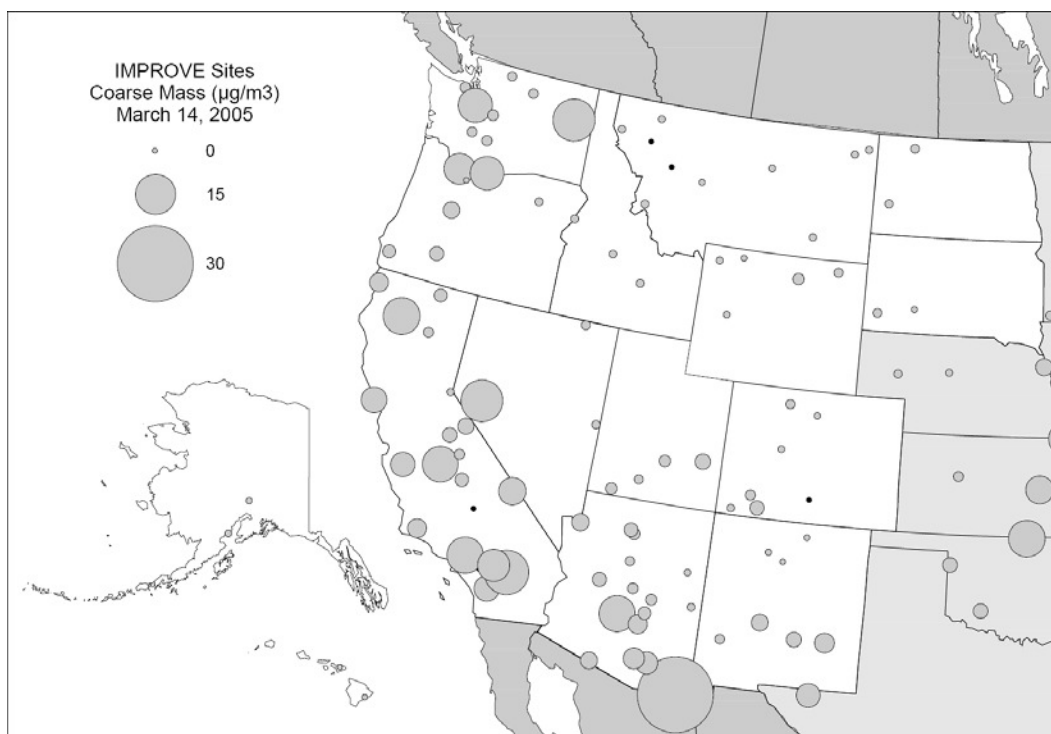 IMPROVE Sites
Coarse Mass (µg/m3)
March 14, 2005
0
15
30